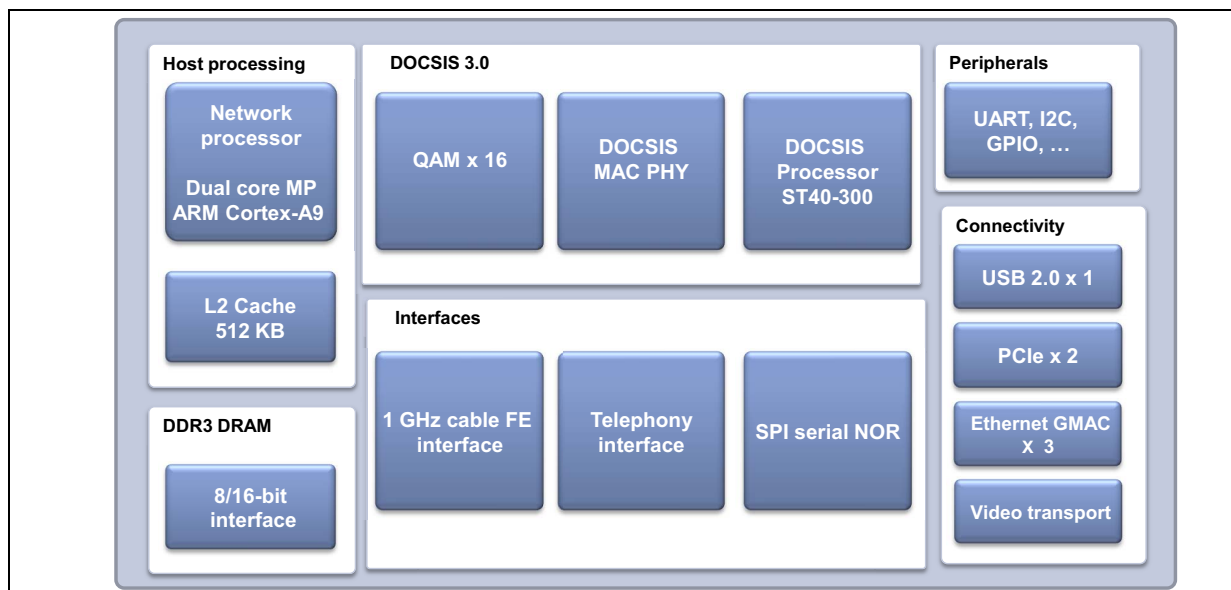 Host processing
Network
processor
Dual core MP
ARM Cortex-A9
L2 Cache
512 KB
DDR3 DRAM
8/16-bit
interface
DOCSIS 3.0
QAM x 16
DOCSIS
MAC PHY
DOCSIS
Processor
ST40-300
Interfaces
1 GHz cable FE
interface
Telephony
interface
SPI serial NOR
Peripherals
UART, I2C,
GPIO, …
Connectivity
USB 2.0 x 1
PCIe x 2
Ethernet GMAC
X 3
Video transport